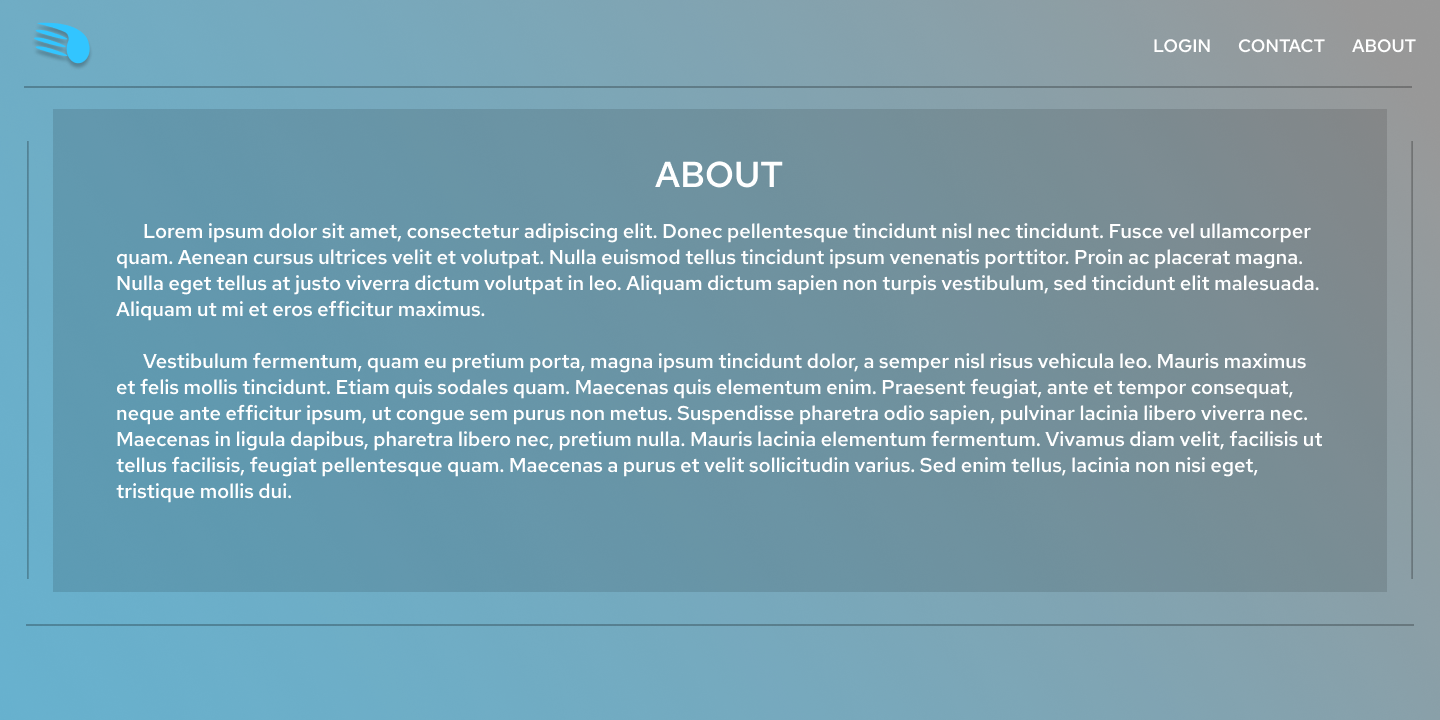 LOGIN CONTACT ABOUT
ABOUT
Lorem ipsum dolor sit amet, consectetur adipiscing elit. Donec pellentesque tincidunt nisl nec tincidunt. Fusce vel ullamcorper
quam. Aenean cursus ultrices velit et volutpat. Nulla euismod tellus tincidunt ipsum venenatis porttitor. Proin ac placerat magna.
Nulla eget tellus at justo viverra dictum volutpat in leo. Aliquam dictum sapien non turpis vestibulum, sed tincidunt elit malesuada.
Aliquam ut mi et eros efficitur maximus.
Vestibulum fermentum, quam eu pretium porta, magna ipsum tincidunt dolor, a semper nisl risus vehicula leo. Mauris maximus
et felis mollis tincidunt. Etiam quis sodales quam. Maecenas quis elementum enim. Praesent feugiat, ante et tempor consequat,
neque ante efficitur ipsum, ut congue sem purus non metus. Suspendisse pharetra odio sapien, pulvinar lacinia libero viverra nec.
Maecenas in ligula dapibus, pharetra libero nec, pretium nulla. Mauris lacinia elementum fermentum. Vivamus diam velit, facilisis ut
tellus facilisis, feugiat pellentesque quam. Maecenas a purus et velit sollicitudin varius. Sed enim tellus, lacinia non nisi eget,
tristique mollis dui.